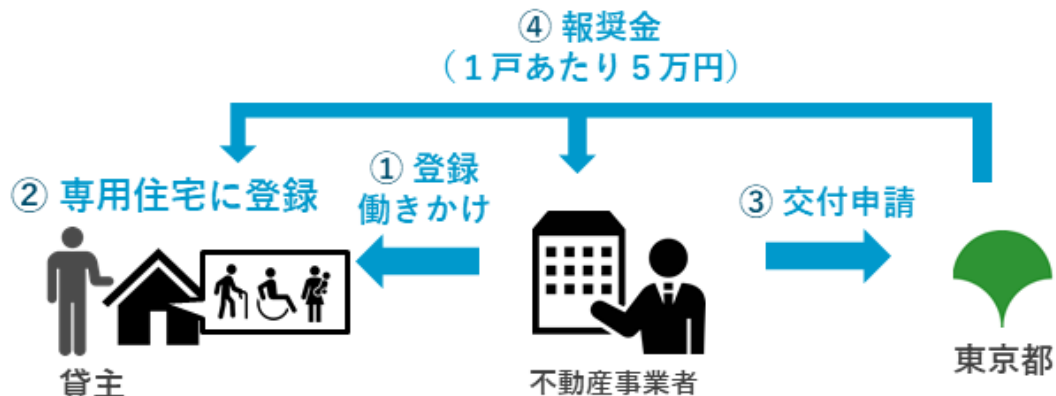 ④ 報奨金
（１戸あたり５万円）
① 登録
働きかけ
② 専用住宅に登録
③ 交付申請
貸主
不動産事業者
東京都